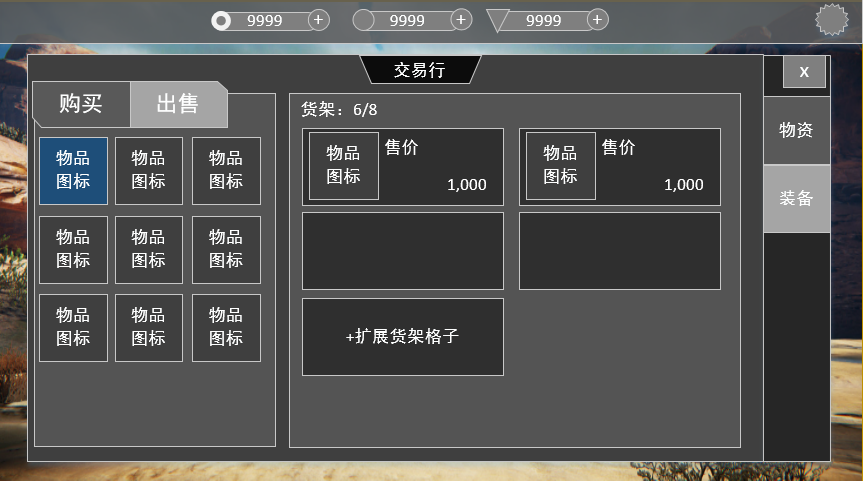 9999 + 9999 + 9999 +
交易行
X
购买 出售
物品图标 物品图标 物品图标
物品图标 物品图标 物品图标
物品图标 物品图标 物品图标
货架：6/8
物品图标 售价 1,000
物品图标 售价 1,000
+扩展货架格子
物资
装备